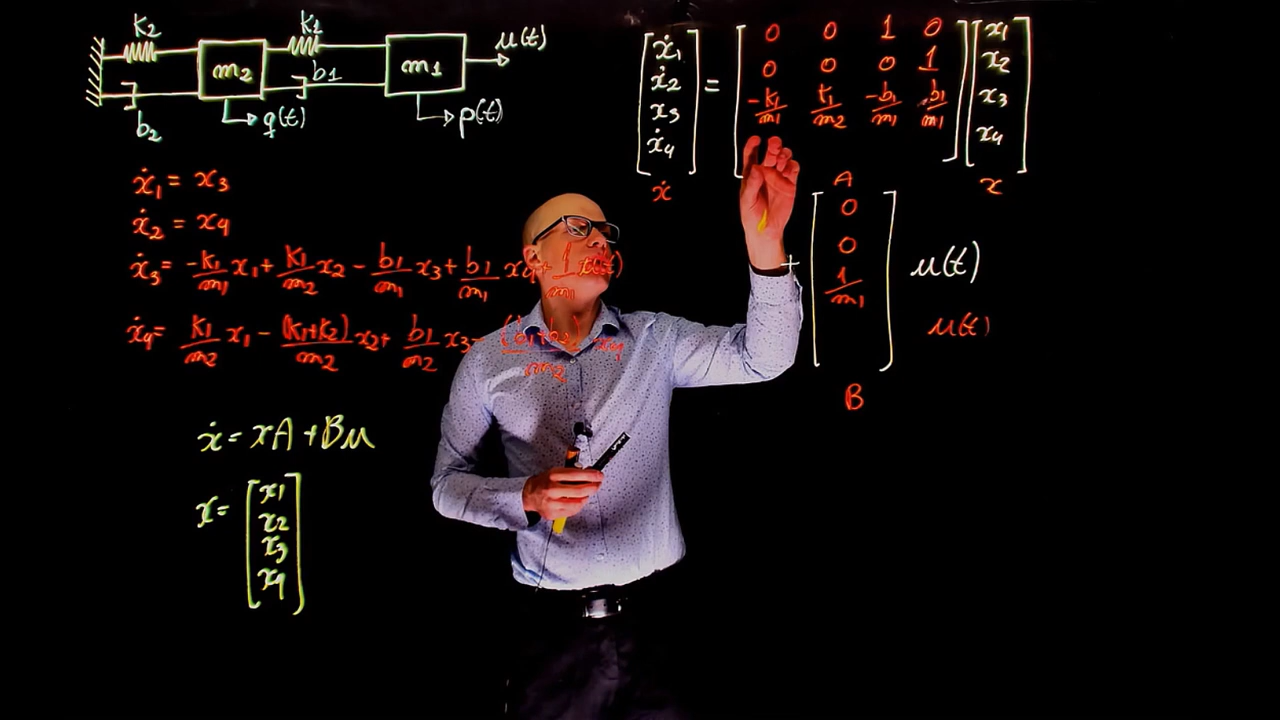 k2 k1
m2 m1 u(t)
b2 b1
q(t) p(t)
ẋ1 = x3
ẋ2 = x4
ẋ3 = -k1/m1 x1 + k1/m2 x2 - b1/m1 x3 + b1/m1 x4 + 1/m1 u(t)
ẋ4 = k1/m2 x1 - (k1+k2)/m2 x2 + b1/m2 x3 - (b1+b2)/m2 x4
ẋ = xA + Bu
x = [x1
x2
x3
x4]
[ẋ1 = [0 0 1 0 [x1
ẋ2 0 0 0 1 x2
x3 -k1/m1 k1/m2 -b1/m1 b1/m1 x3
ẋ4] ] x4]
ẋ A x
+ [0
0
1/m1] u(t)
u(t)
B